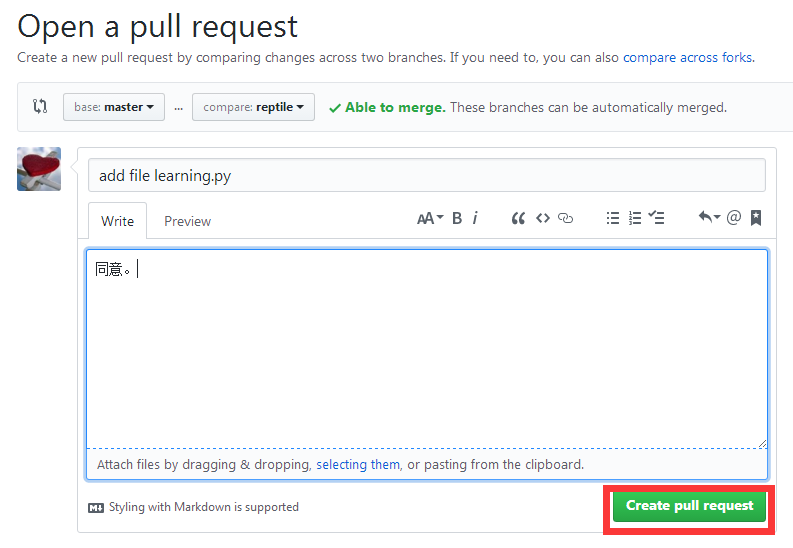 Open a pull request
Create a new pull request by comparing changes across two branches. If you need to, you can also compare across forks.
base: master ... compare: reptile Able to merge. These branches can be automatically merged.
add file learning.py
Write Preview AA B i @
同意。
Attach files by dragging & dropping, selecting them, or pasting from the clipboard.
Styling with Markdown is supported
Create pull request